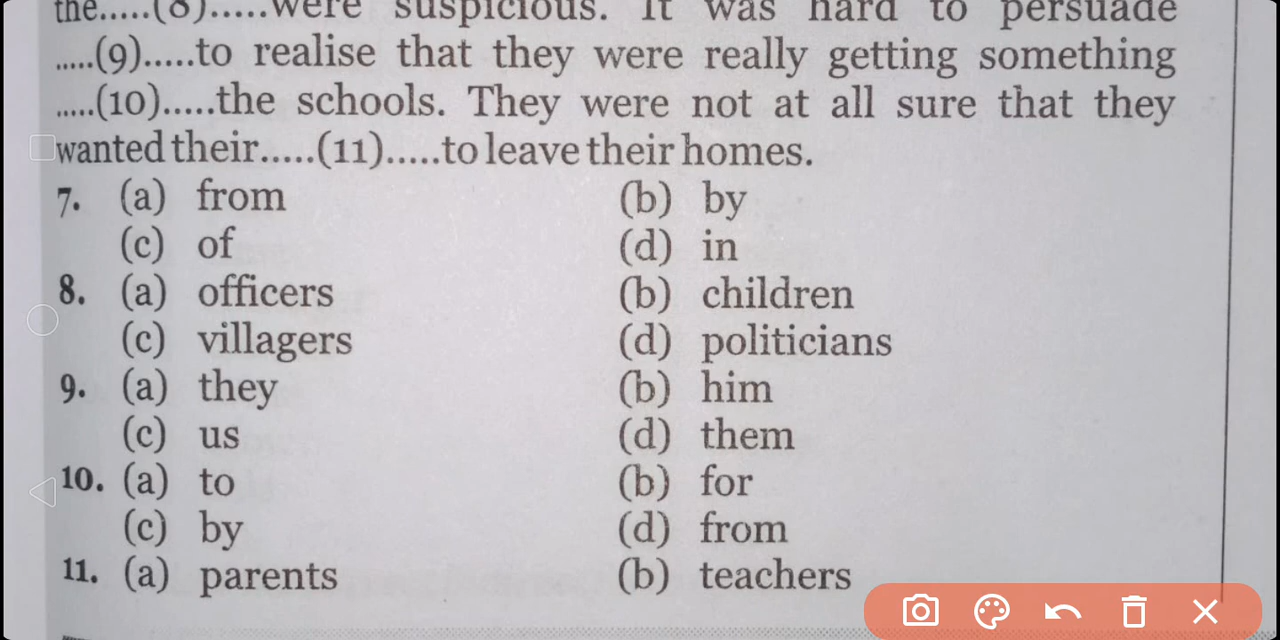 the.....(8).....were suspicious. It was hard to persuade
.....(9).....to realise that they were really getting something
.....(10).....the schools. They were not at all sure that they
wanted their.....(11).....to leave their homes.
7. (a) from (b) by
(c) of (d) in
8. (a) officers (b) children
(c) villagers (d) politicians
9. (a) they (b) him
(c) us (d) them
10. (a) to (b) for
(c) by (d) from
11. (a) parents (b) teachers